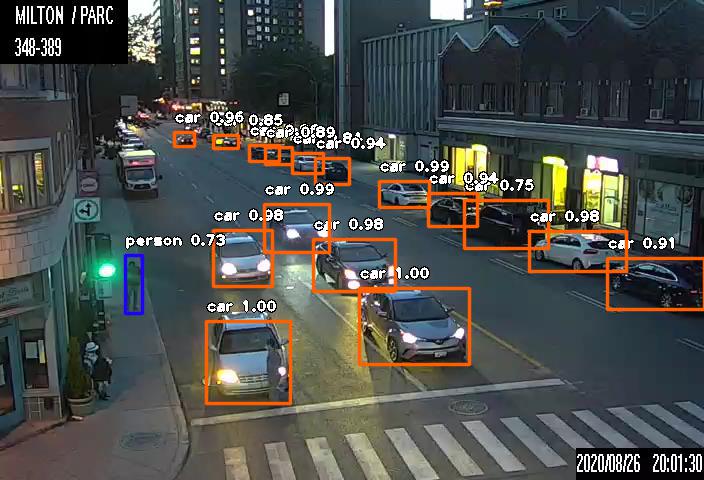 MILTON / PARC
348-389
car 0.96
0.85
0.89
car 0.94
car 0.99
car 0.94
car 0.75
car 0.99
car 0.98
car 0.98
car 0.98
person 0.73
car 0.91
car 1.00
car 1.00
2020/08/26 20:01:30